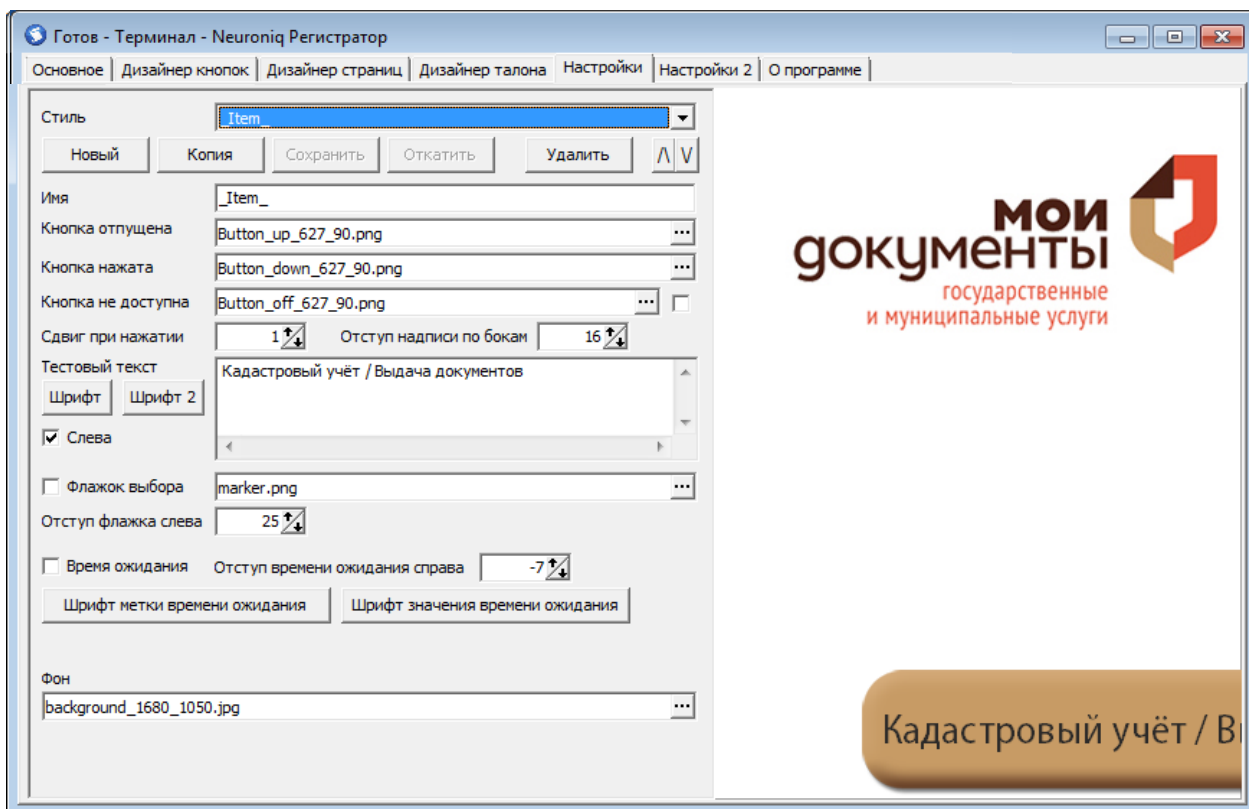 Готов - Терминал - Neuroniq Регистратор
Основное Дизайнер кнопок Дизайнер страниц Дизайнер талона Настройки Настройки 2 О программе
Стиль _Item_
Новый Копия Сохранить Откатить Удалить /\ \/
Имя _Item_
Кнопка отпущена Button_up_627_90.png ...
Кнопка нажата Button_down_627_90.png ...
Кнопка не доступна Button_off_627_90.png ...
Сдвиг при нажатии 1 Отступ надписи по бокам 16
Тестовый текст Кадастровый учёт / Выдача документов
Шрифт Шрифт 2
Слева
Флажок выбора marker.png ...
Отступ флажка слева 25
Время ожидания Отступ времени ожидания справа -7
Шрифт метки времени ожидания Шрифт значения времени ожидания
Фон
background_1680_1050.jpg ...
мои
документы
государственные
и муниципальные услуги
Кадастровый учёт / В